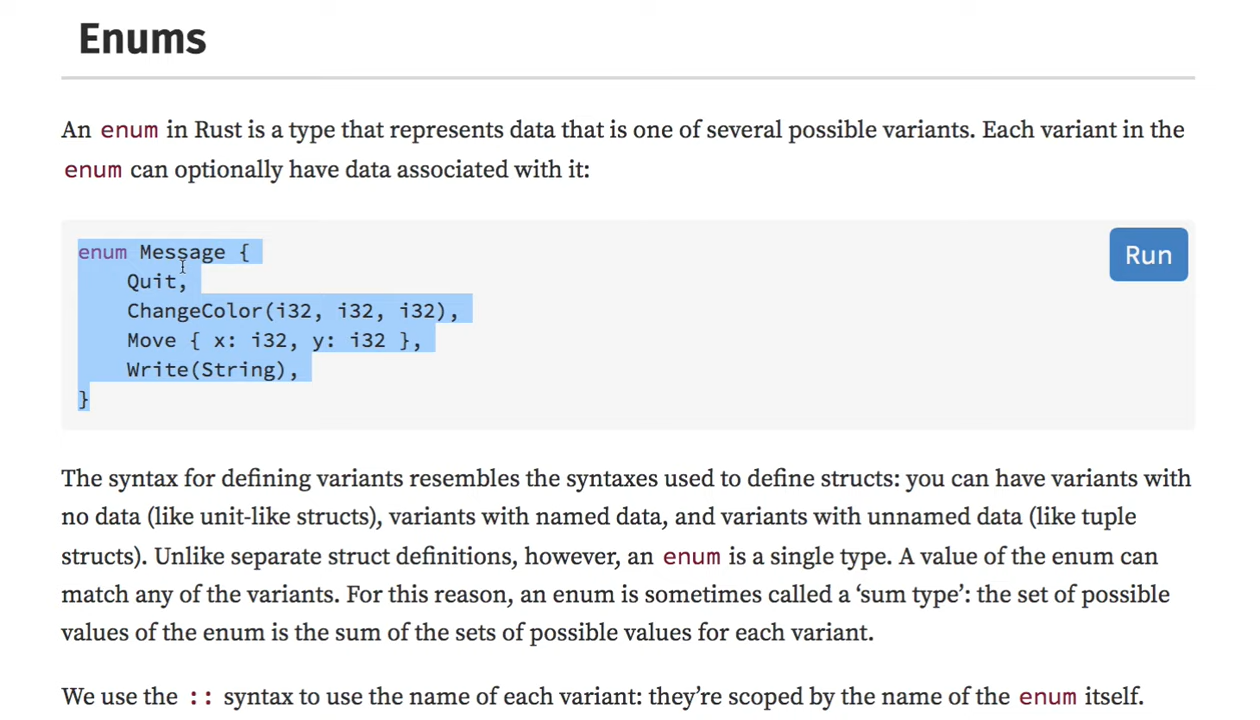 Enums
An enum in Rust is a type that represents data that is one of several possible variants. Each variant in the
enum can optionally have data associated with it:
enum Message {
    Quit,
    ChangeColor(i32, i32, i32),
    Move { x: i32, y: i32 },
    Write(String),
}
Run
The syntax for defining variants resembles the syntaxes used to define structs: you can have variants with
no data (like unit-like structs), variants with named data, and variants with unnamed data (like tuple
structs). Unlike separate struct definitions, however, an enum is a single type. A value of the enum can
match any of the variants. For this reason, an enum is sometimes called a ‘sum type’: the set of possible
values of the enum is the sum of the sets of possible values for each variant.
We use the :: syntax to use the name of each variant: they’re scoped by the name of the enum itself.